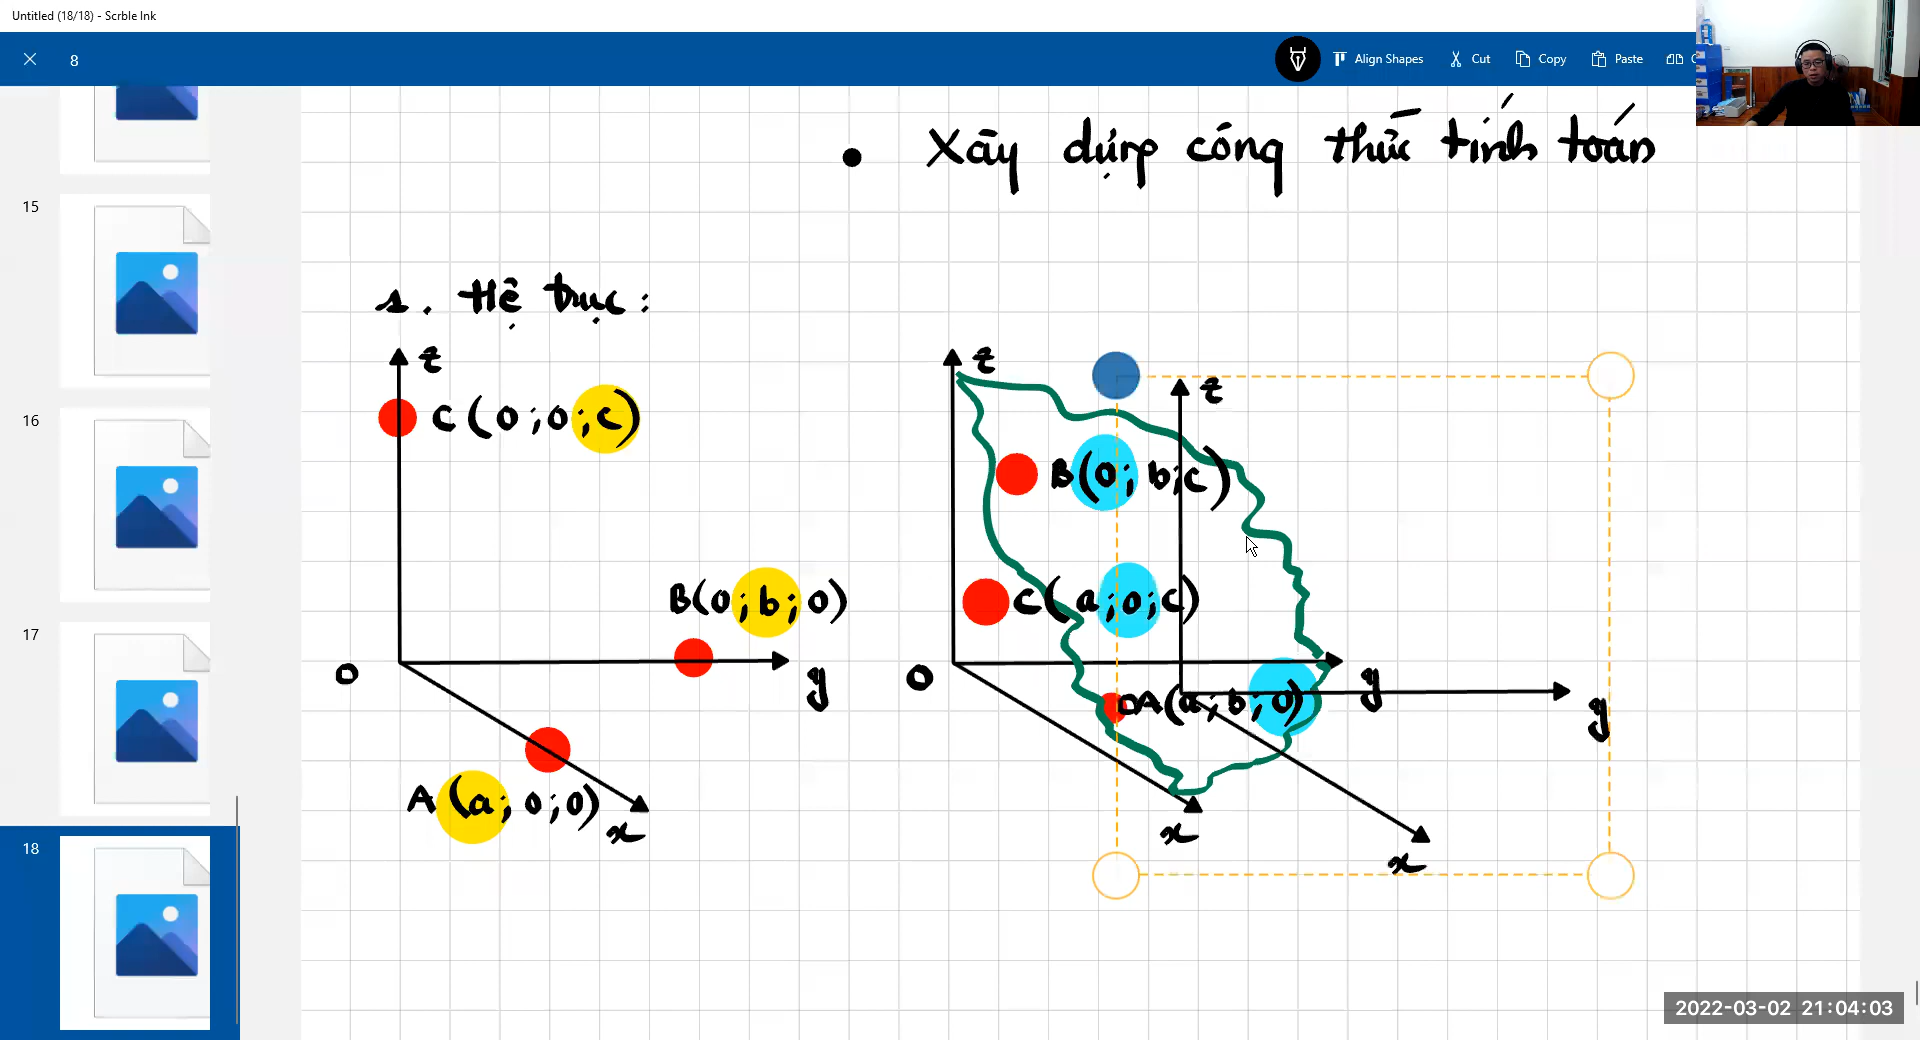 Untitled (18/18) - Scrble Ink
8
Align Shapes
Cut
Copy
Paste
15
16
17
18
• Xây dựng công thức tính toán
1. Hệ trục:
z
C(0;0;c)
B(0;b;0)
O
y
A(a;0;0)
x
z
z
B(0;b;c)
C(a;0;c)
O
OA(a;b;0)
y
y
x
x
2022-03-02 21:04:03